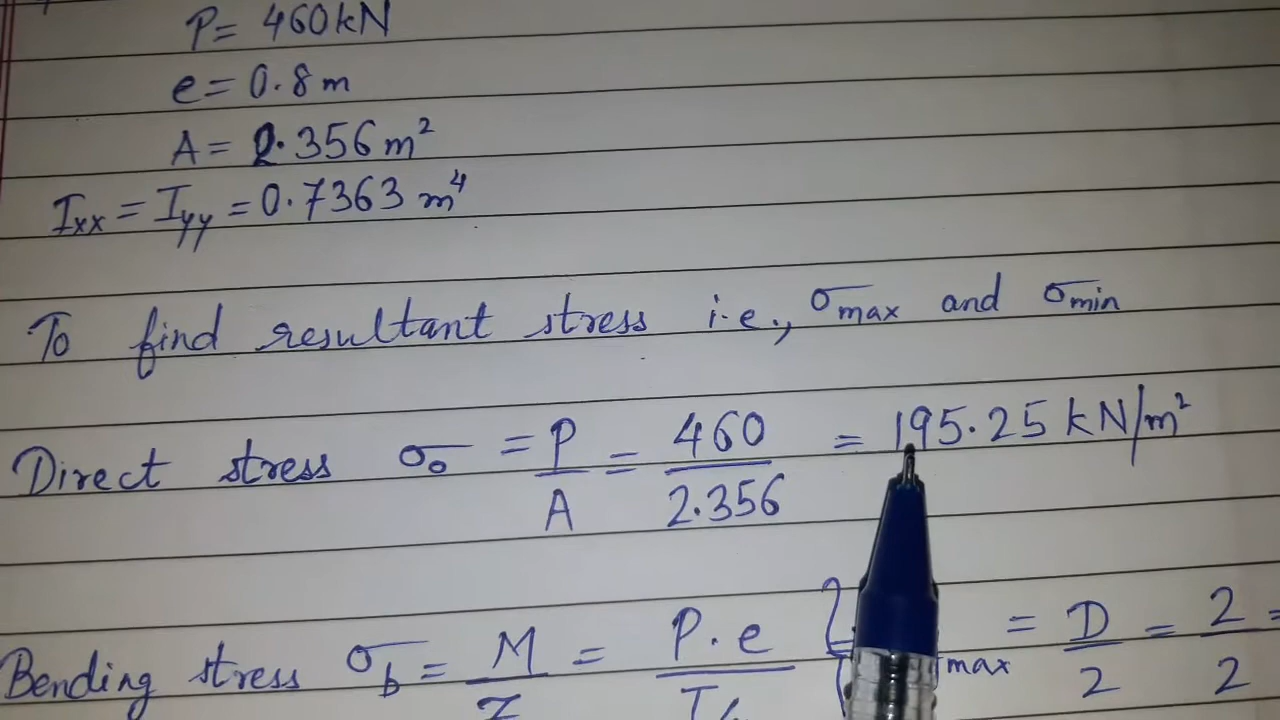 P = 460 kN
e = 0.8 m
A = 2.356 m²
Ixx = Iyy = 0.7363 m⁴
To find resultant stress i.e., σmax and σmin
Direct stress σ₀ = P/A = 460/2.356 = 195.25 kN/m²
Bending stress σb = M/Z = P.e/ { max = D/2 = 2/2 =